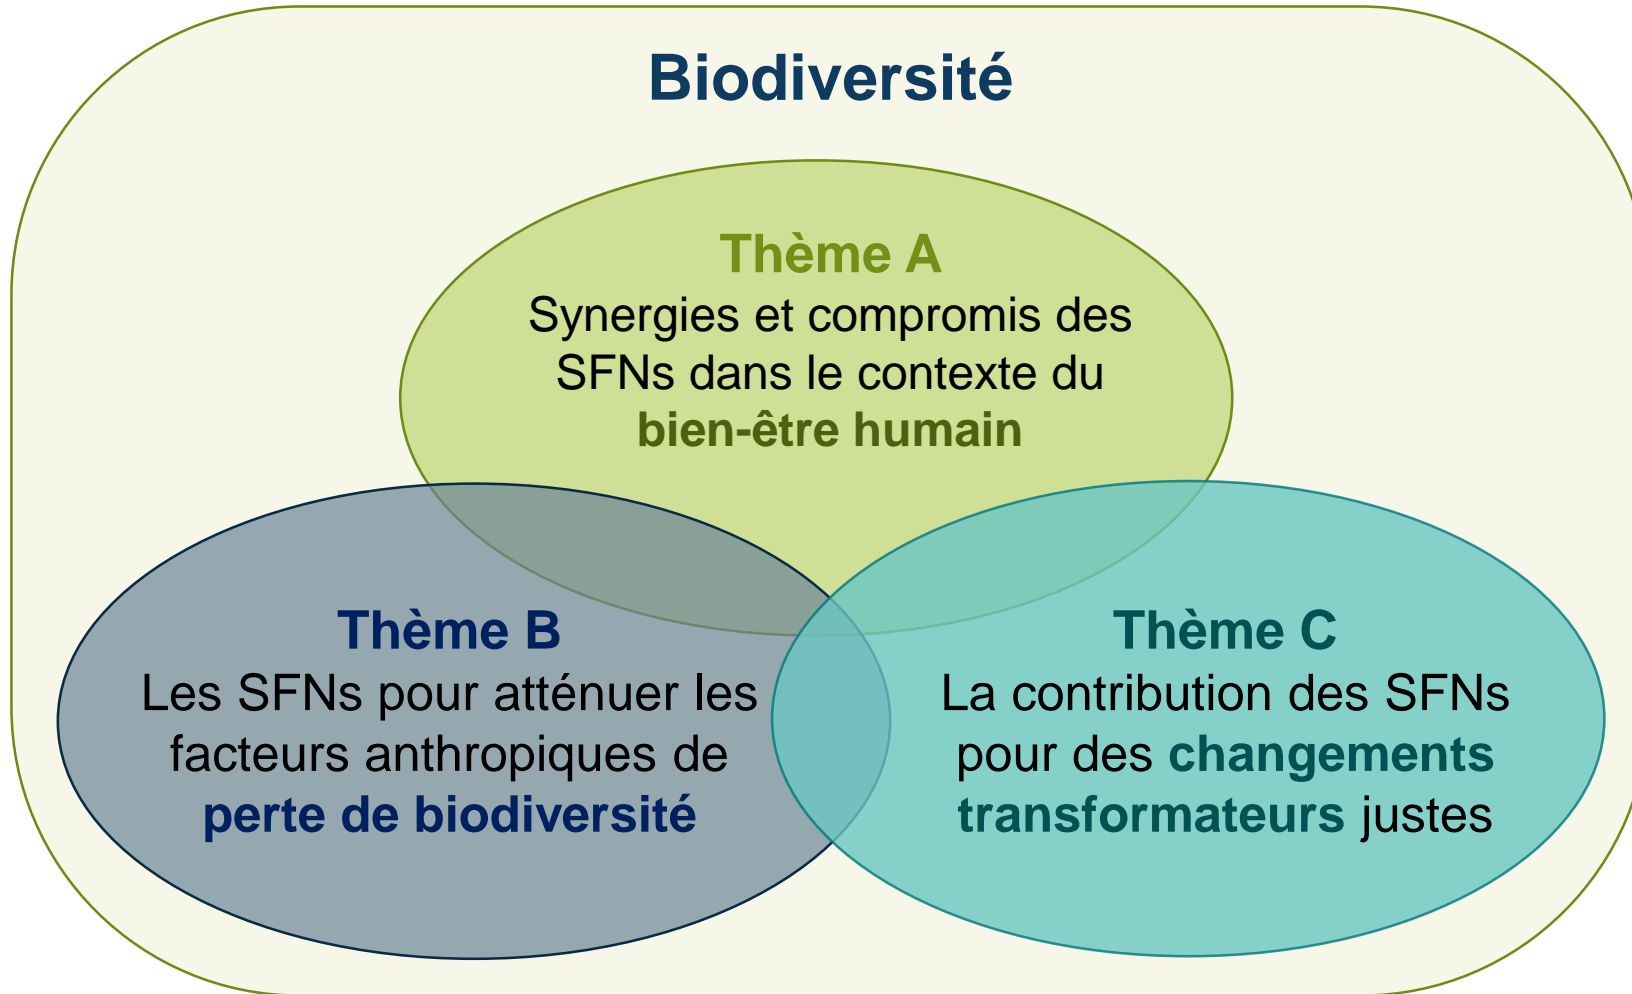 Biodiversité
Thème A
Synergies et compromis des
SFNs dans le contexte du
bien-être humain
Thème B
Les SFNs pour atténuer les
facteurs anthropiques de
perte de biodiversité
Thème C
La contribution des SFNs
pour des changements
transformateurs justes